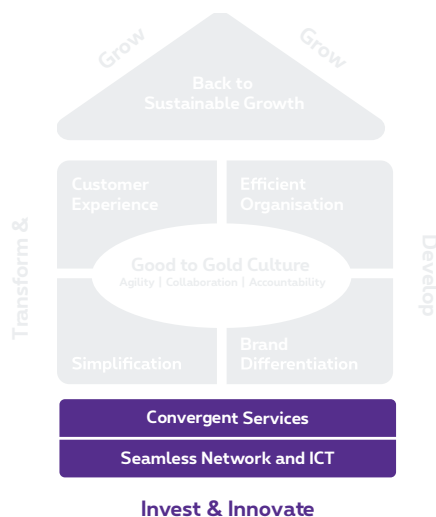 Grow
Grow
Back to
Sustainable Growth
Transform &
Develop
Customer
Experience
Efficient
Organisation
Good to Gold Culture
Agility | Collaboration | Accountability
Simplification
Brand
Differentiation
Convergent Services
Seamless Network and ICT
Invest & Innovate